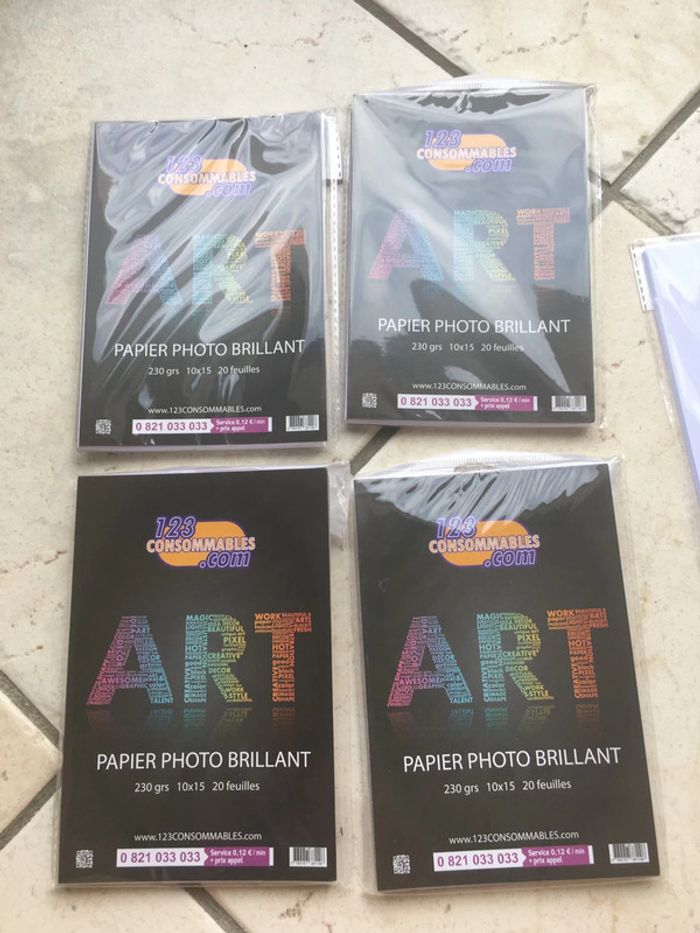 123
CONSOMMABLES
.com
ART
PAPIER PHOTO BRILLANT
230 grs 10x15 20 feuilles
www.123CONSOMMABLES.com
0 821 033 033 Service 0,12 € / min
+ prix appel
123
CONSOMMABLES
.com
ART
PAPIER PHOTO BRILLANT
230 grs 10x15 20 feuilles
www.123CONSOMMABLES.com
0 821 033 033 Service 0,12 € / min
+ prix appel
123
CONSOMMABLES
.com
ART
PAPIER PHOTO BRILLANT
230 grs 10x15 20 feuilles
www.123CONSOMMABLES.com
0 821 033 033 Service 0,12 € / min
+ prix appel
123
CONSOMMABLES
.com
ART
PAPIER PHOTO BRILLANT
230 grs 10x15 20 feuilles
www.123CONSOMMABLES.com
0 821 033 033 Service 0,12 € / min
+ prix appel